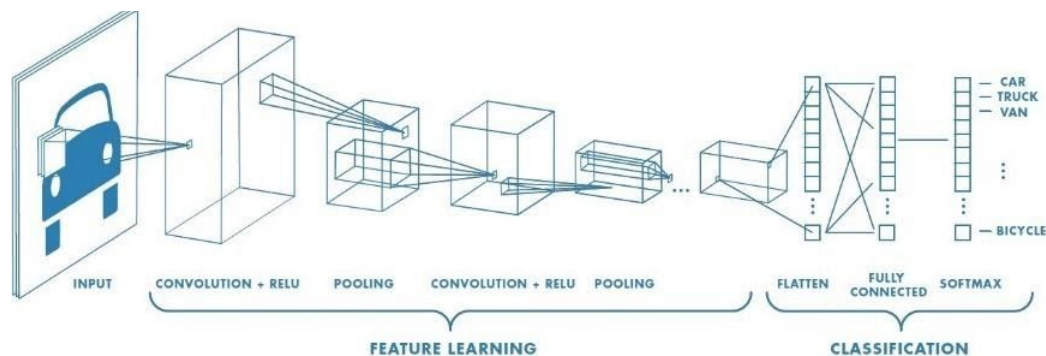 CAR
TRUCK
VAN
BICYCLE
INPUT
CONVOLUTION + RELU
POOLING
CONVOLUTION + RELU
POOLING
FLATTEN
FULLY
CONNECTED
SOFTMAX
FEATURE LEARNING
CLASSIFICATION